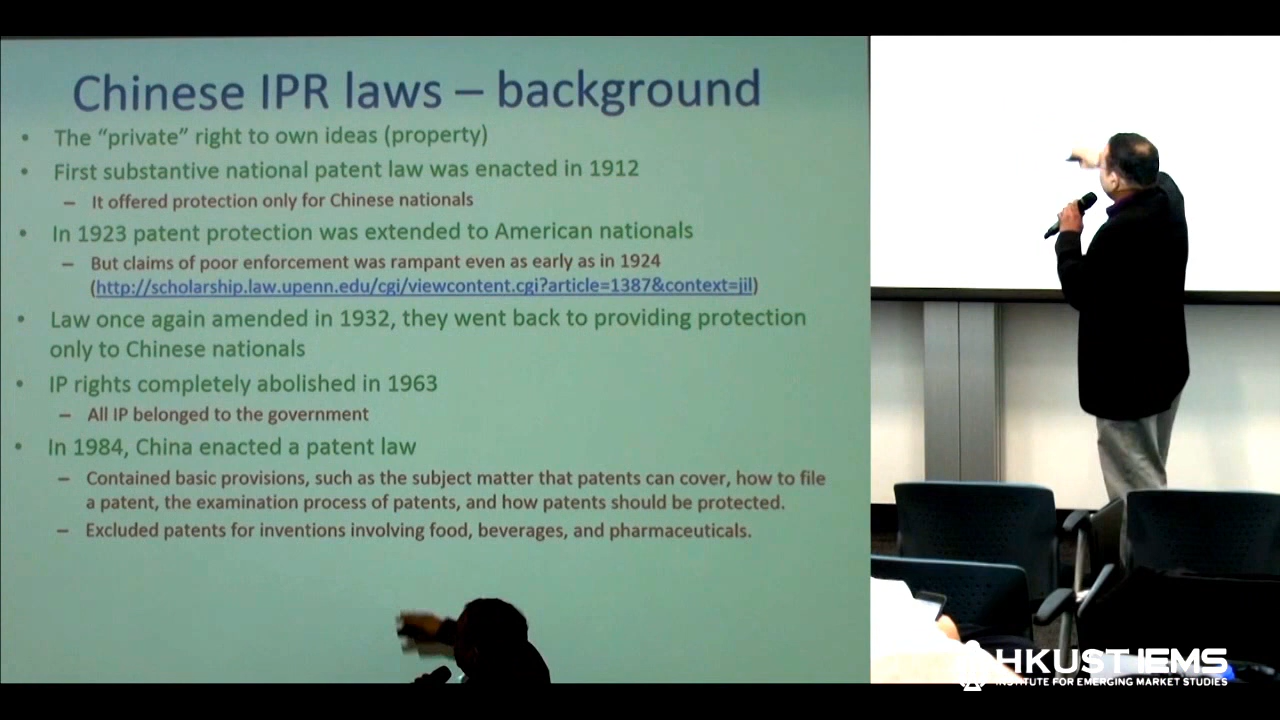 Chinese IPR laws – background
• The “private” right to own ideas (property)
• First substantive national patent law was enacted in 1912
– It offered protection only for Chinese nationals
• In 1923 patent protection was extended to American nationals
– But claims of poor enforcement was rampant even as early as in 1924
(http://scholarship.law.upenn.edu/cgi/viewcontent.cgi?article=1387&context=jil)
• Law once again amended in 1932, they went back to providing protection
only to Chinese nationals
• IP rights completely abolished in 1963
– All IP belonged to the government
• In 1984, China enacted a patent law
– Contained basic provisions, such as the subject matter that patents can cover, how to file
a patent, the examination process of patents, and how patents should be protected.
– Excluded patents for inventions involving food, beverages, and pharmaceuticals.
HKUST IEMS
INSTITUTE FOR EMERGING MARKET STUDIES